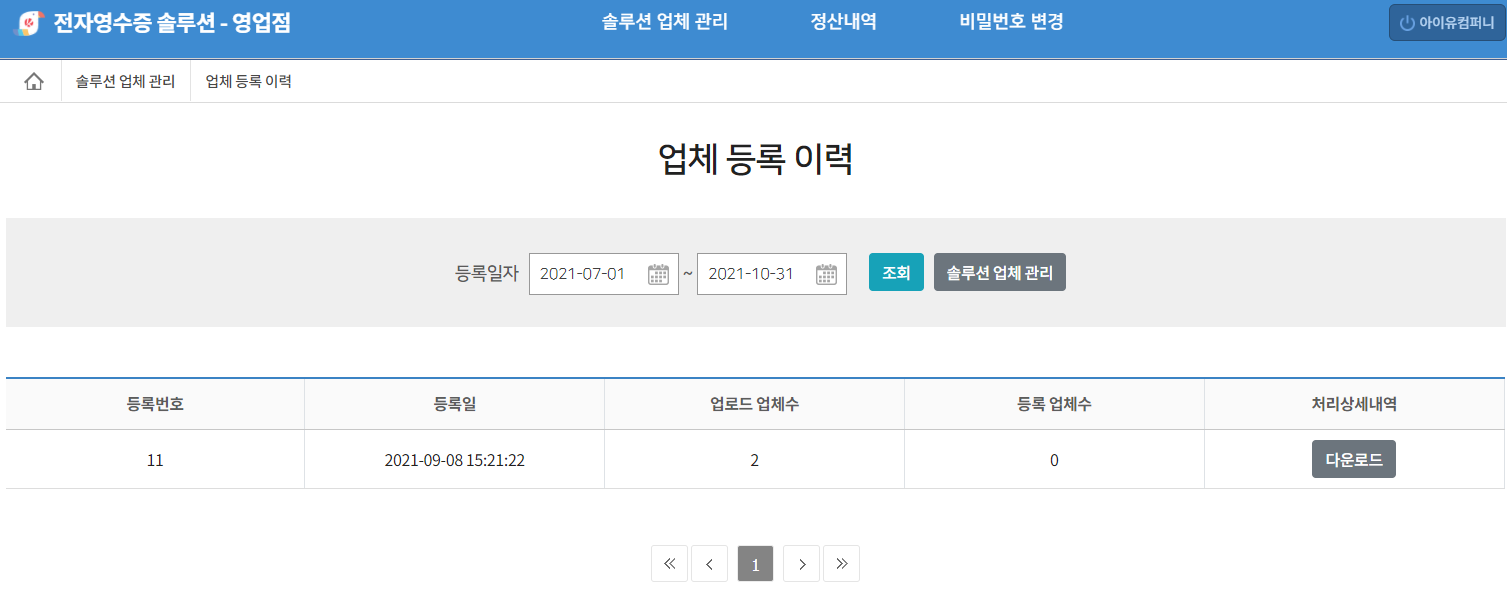 전자영수증 솔루션 - 영업점 솔루션 업체 관리 정산내역 비밀번호 변경 아이유컴퍼니
솔루션 업체 관리 업체 등록 이력
업체 등록 이력
등록일자 2021-07-01 ~ 2021-10-31 조회 솔루션 업체 관리
등록번호 등록일 업로드 업체수 등록 업체수 처리상세내역
11 2021-09-08 15:21:22 2 0 다운로드
« ‹ 1 › »